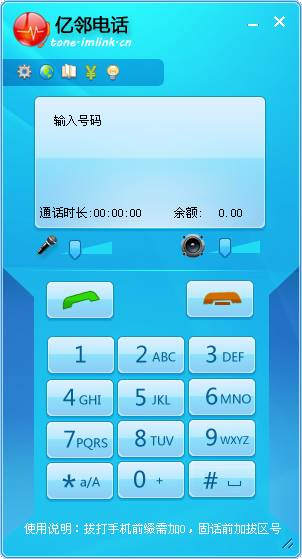 亿邻电话
tone·imlink·cn
输入号码
通话时长:00:00:00 余额: 0.00
1 2 ABC 3 DEF
4 GHI 5 JKL 6 MNO
7 PQRS 8 TUV 9 WXYZ
* a/A 0 + # ⎵
使用说明：拔打手机前缀需加0，固话前加拔区号